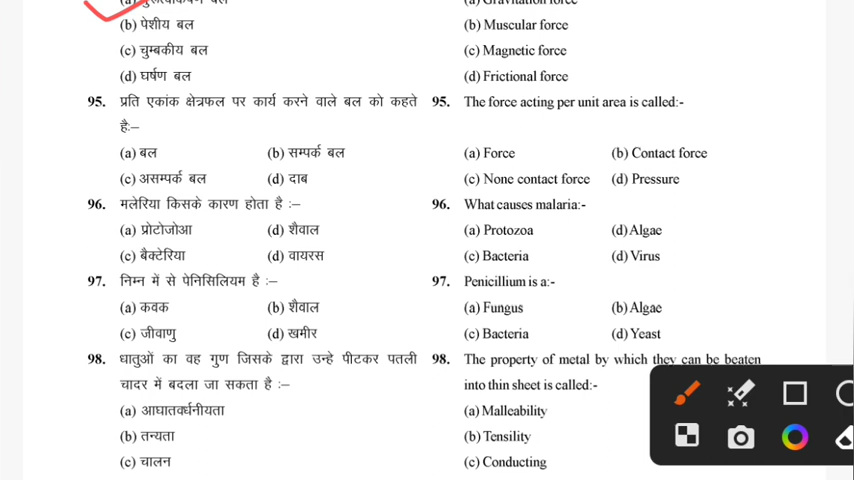 (a) गुरुत्वाकर्षण बल
(b) पेशीय बल
(c) चुम्बकीय बल
(d) घर्षण बल
95. प्रति एकांक क्षेत्रफल पर कार्य करने वाले बल को कहते
है:–
(a) बल (b) सम्पर्क बल
(c) असम्पर्क बल (d) दाब
96. मलेरिया किसके कारण होता है :–
(a) प्रोटोजोआ (d) शैवाल
(c) बैक्टेरिया (d) वायरस
97. निम्न में से पेनिसिलियम है :–
(a) कवक (b) शैवाल
(c) जीवाणु (d) खमीर
98. धातुओं का वह गुण जिसके द्वारा उन्हे पीटकर पतली
चादर में बदला जा सकता है :–
(a) आघातवर्धनीयता
(b) तन्यता
(c) चालन
(a) Gravitation force
(b) Muscular force
(c) Magnetic force
(d) Frictional force
95. The force acting per unit area is called:-
(a) Force (b) Contact force
(c) None contact force (d) Pressure
96. What causes malaria:-
(a) Protozoa (d) Algae
(c) Bacteria (d) Virus
97. Penicillium is a:-
(a) Fungus (b) Algae
(c) Bacteria (d) Yeast
98. The property of metal by which they can be beaten
into thin sheet is called:-
(a) Malleability
(b) Tensility
(c) Conducting